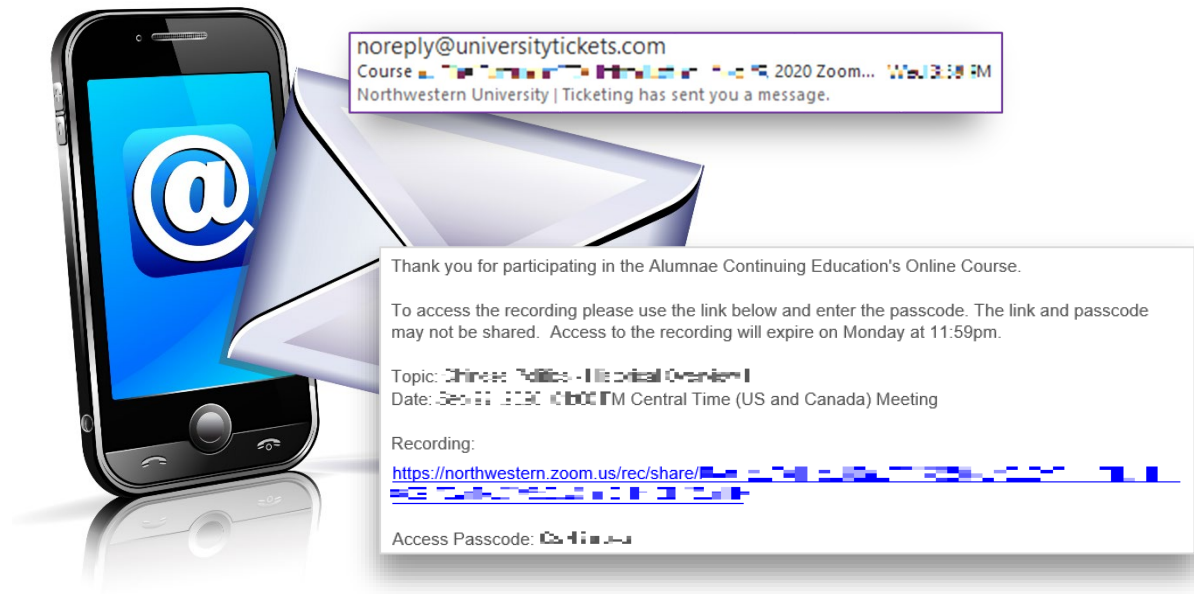 @
noreply@universitytickets.com
Course 2020 Zoom...
Northwestern University | Ticketing has sent you a message.
Thank you for participating in the Alumnae Continuing Education's Online Course.
To access the recording please use the link below and enter the passcode. The link and passcode
may not be shared. Access to the recording will expire on Monday at 11:59pm.
Topic:
Date: Central Time (US and Canada) Meeting
Recording:
https://northwestern.zoom.us/rec/share/
Access Passcode: